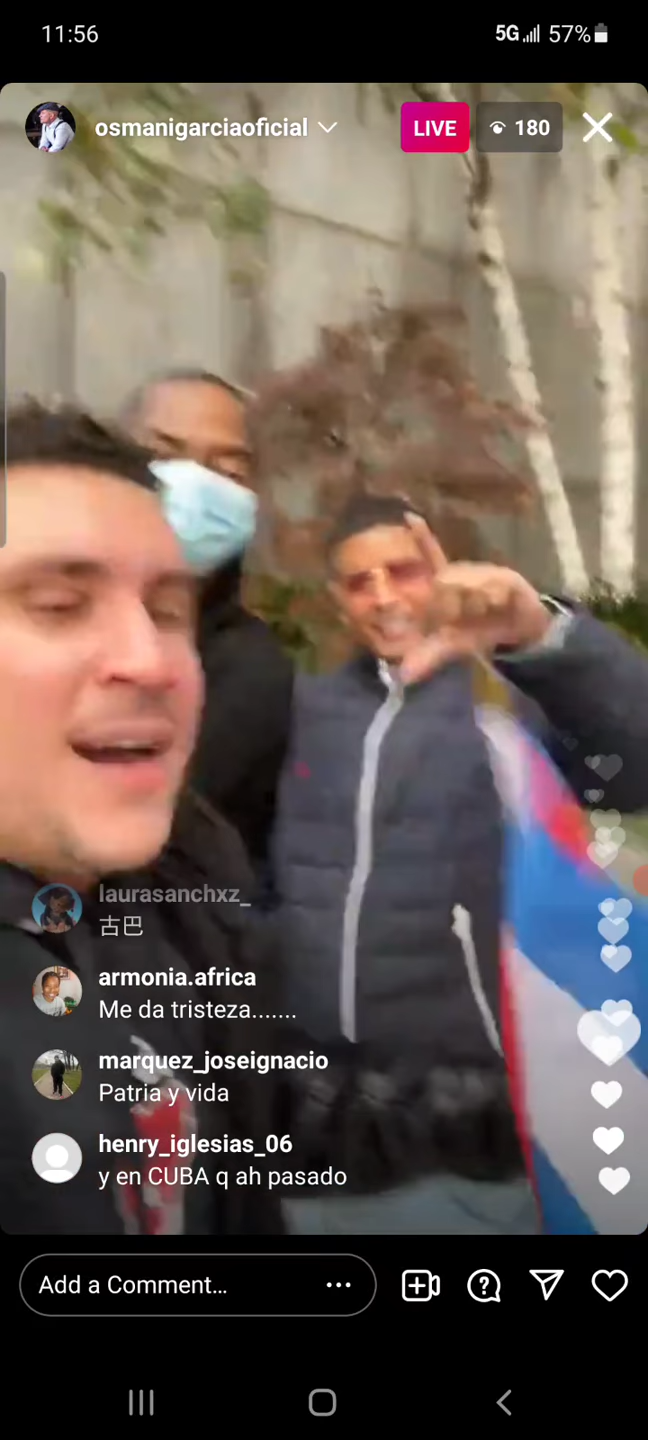 11:56
5G 57%
osmanigarciaoficial
LIVE
180
laurasanchxz_
古巴
armonia.africa
Me da tristeza.......
marquez_joseignacio
Patria y vida
henry_iglesias_06
y en CUBA q ah pasado
Add a Comment...